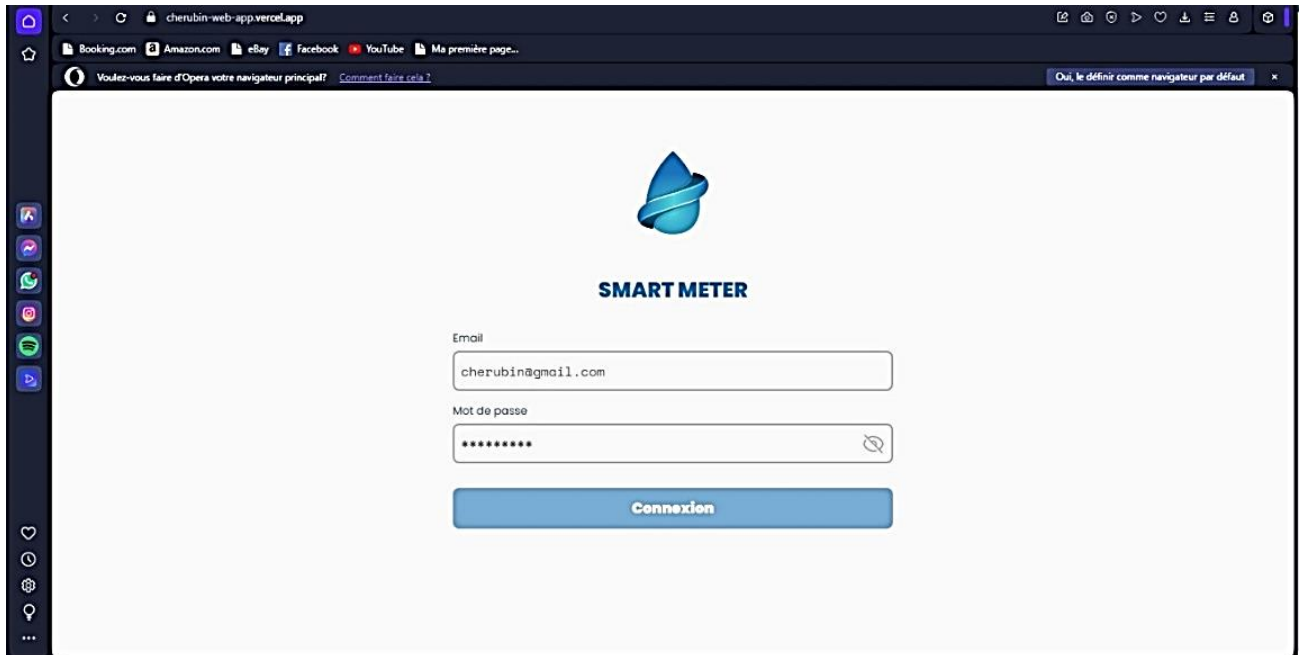 cherubin-web-app.vercel.app
Booking.com Amazon.com eBay Facebook YouTube Ma première page...
Voulez-vous faire d'Opera votre navigateur principal? Comment faire cela ? Oui, le définir comme navigateur par défaut
SMART METER
Email
cherubin@gmail.com
Mot de passe
*********
Connexion